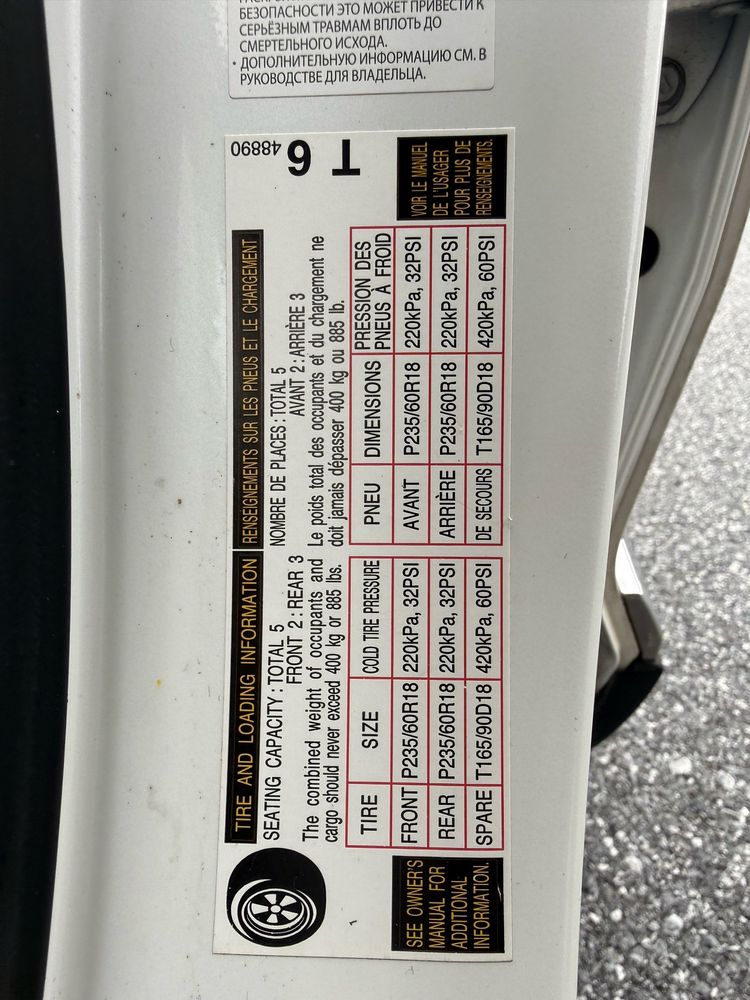 БЕЗОПАСНОСТИ ЭТО МОЖЕТ ПРИВЕСТИ К
СЕРЬЁЗНЫМ ТРАВМАМ ВПЛОТЬ ДО
СМЕРТЕЛЬНОГО ИСХОДА.
• ДОПОЛНИТЕЛЬНУЮ ИНФОРМАЦИЮ СМ. В
РУКОВОДСТВЕ ДЛЯ ВЛАДЕЛЬЦА.
TIRE AND LOADING INFORMATION
SEATING CAPACITY : TOTAL 5
FRONT 2 : REAR 3
The combined weight of occupants and
cargo should never exceed 400 kg or 885 lbs.
TIRE SIZE COLD TIRE PRESSURE
FRONT P235/60R18 220kPa, 32PSI
REAR P235/60R18 220kPa, 32PSI
SPARE T165/90D18 420kPa, 60PSI
SEE OWNER'S
MANUAL FOR
ADDITIONAL
INFORMATION.
RENSEIGNEMENTS SUR LES PNEUS ET LE CHARGEMENT
NOMBRE DE PLACES : TOTAL 5
AVANT 2 : ARRIÈRE 3
Le poids total des occupants et du chargement ne
doit jamais dépasser 400 kg ou 885 lb.
PNEU DIMENSIONS PRESSION DES
PNEUS À FROID
AVANT P235/60R18 220kPa, 32PSI
ARRIÈRE P235/60R18 220kPa, 32PSI
DE SECOURS T165/90D18 420kPa, 60PSI
VOIR LE MANUEL
DE L'USAGER
POUR PLUS DE
RENSEIGNEMENTS.
48890
6 T